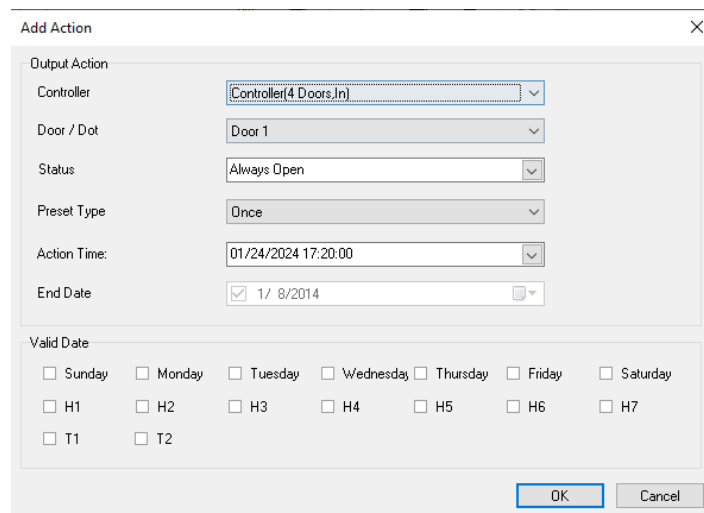 Add Action
Output Action
Controller Controller(4 Doors,In)
Door / Dot Door 1
Status Always Open
Preset Type Once
Action Time: 01/24/2024 17:20:00
End Date 1/ 8/2014
Valid Date
Sunday Monday Tuesday Wednesday Thursday Friday Saturday
H1 H2 H3 H4 H5 H6 H7
T1 T2
OK Cancel